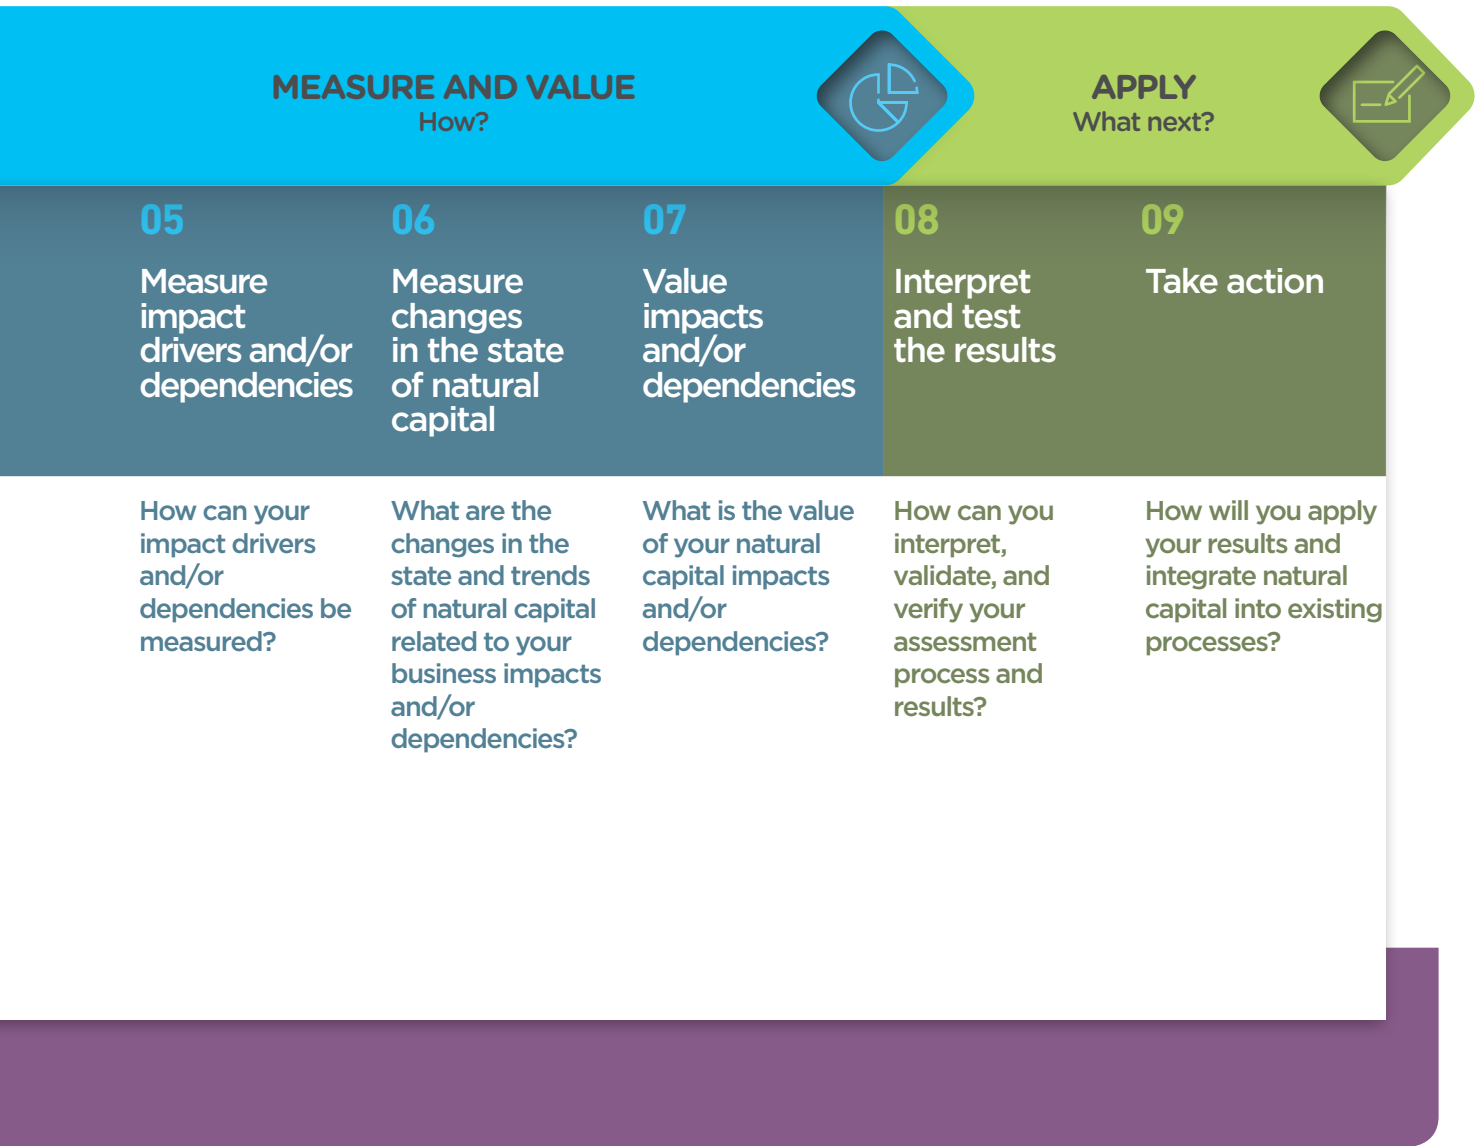 MEASURE AND VALUE
How?
APPLY
What next?
05
Measure
impact
drivers and/or
dependencies
How can your
impact drivers
and/or
dependencies be
measured?
06
Measure
changes
in the state
of natural
capital
What are the
changes in the
state and trends
of natural capital
related to your
business impacts
and/or
dependencies?
07
Value
impacts
and/or
dependencies
What is the value
of your natural
capital impacts
and/or
dependencies?
08
Interpret
and test
the results
How can you
interpret,
validate, and
verify your
assessment
process and
results?
09
Take action
How will you apply
your results and
integrate natural
capital into existing
processes?